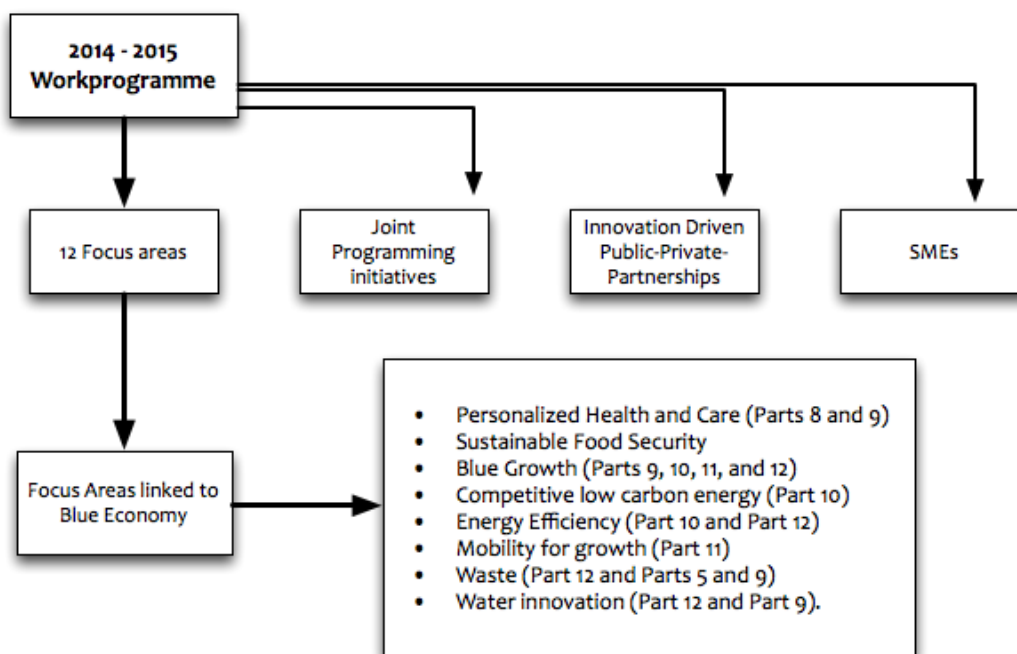 2014 - 2015
Workprogramme
12 Focus areas
Joint
Programming
initiatives
Innovation Driven
Public-Private-
Partnerships
SMEs
Focus Areas linked to
Blue Economy
• Personalized Health and Care (Parts 8 and 9)
• Sustainable Food Security
• Blue Growth (Parts 9, 10, 11, and 12)
• Competitive low carbon energy (Part 10)
• Energy Efficiency (Part 10 and Part 12)
• Mobility for growth (Part 11)
• Waste (Part 12 and Parts 5 and 9)
• Water innovation (Part 12 and Part 9).